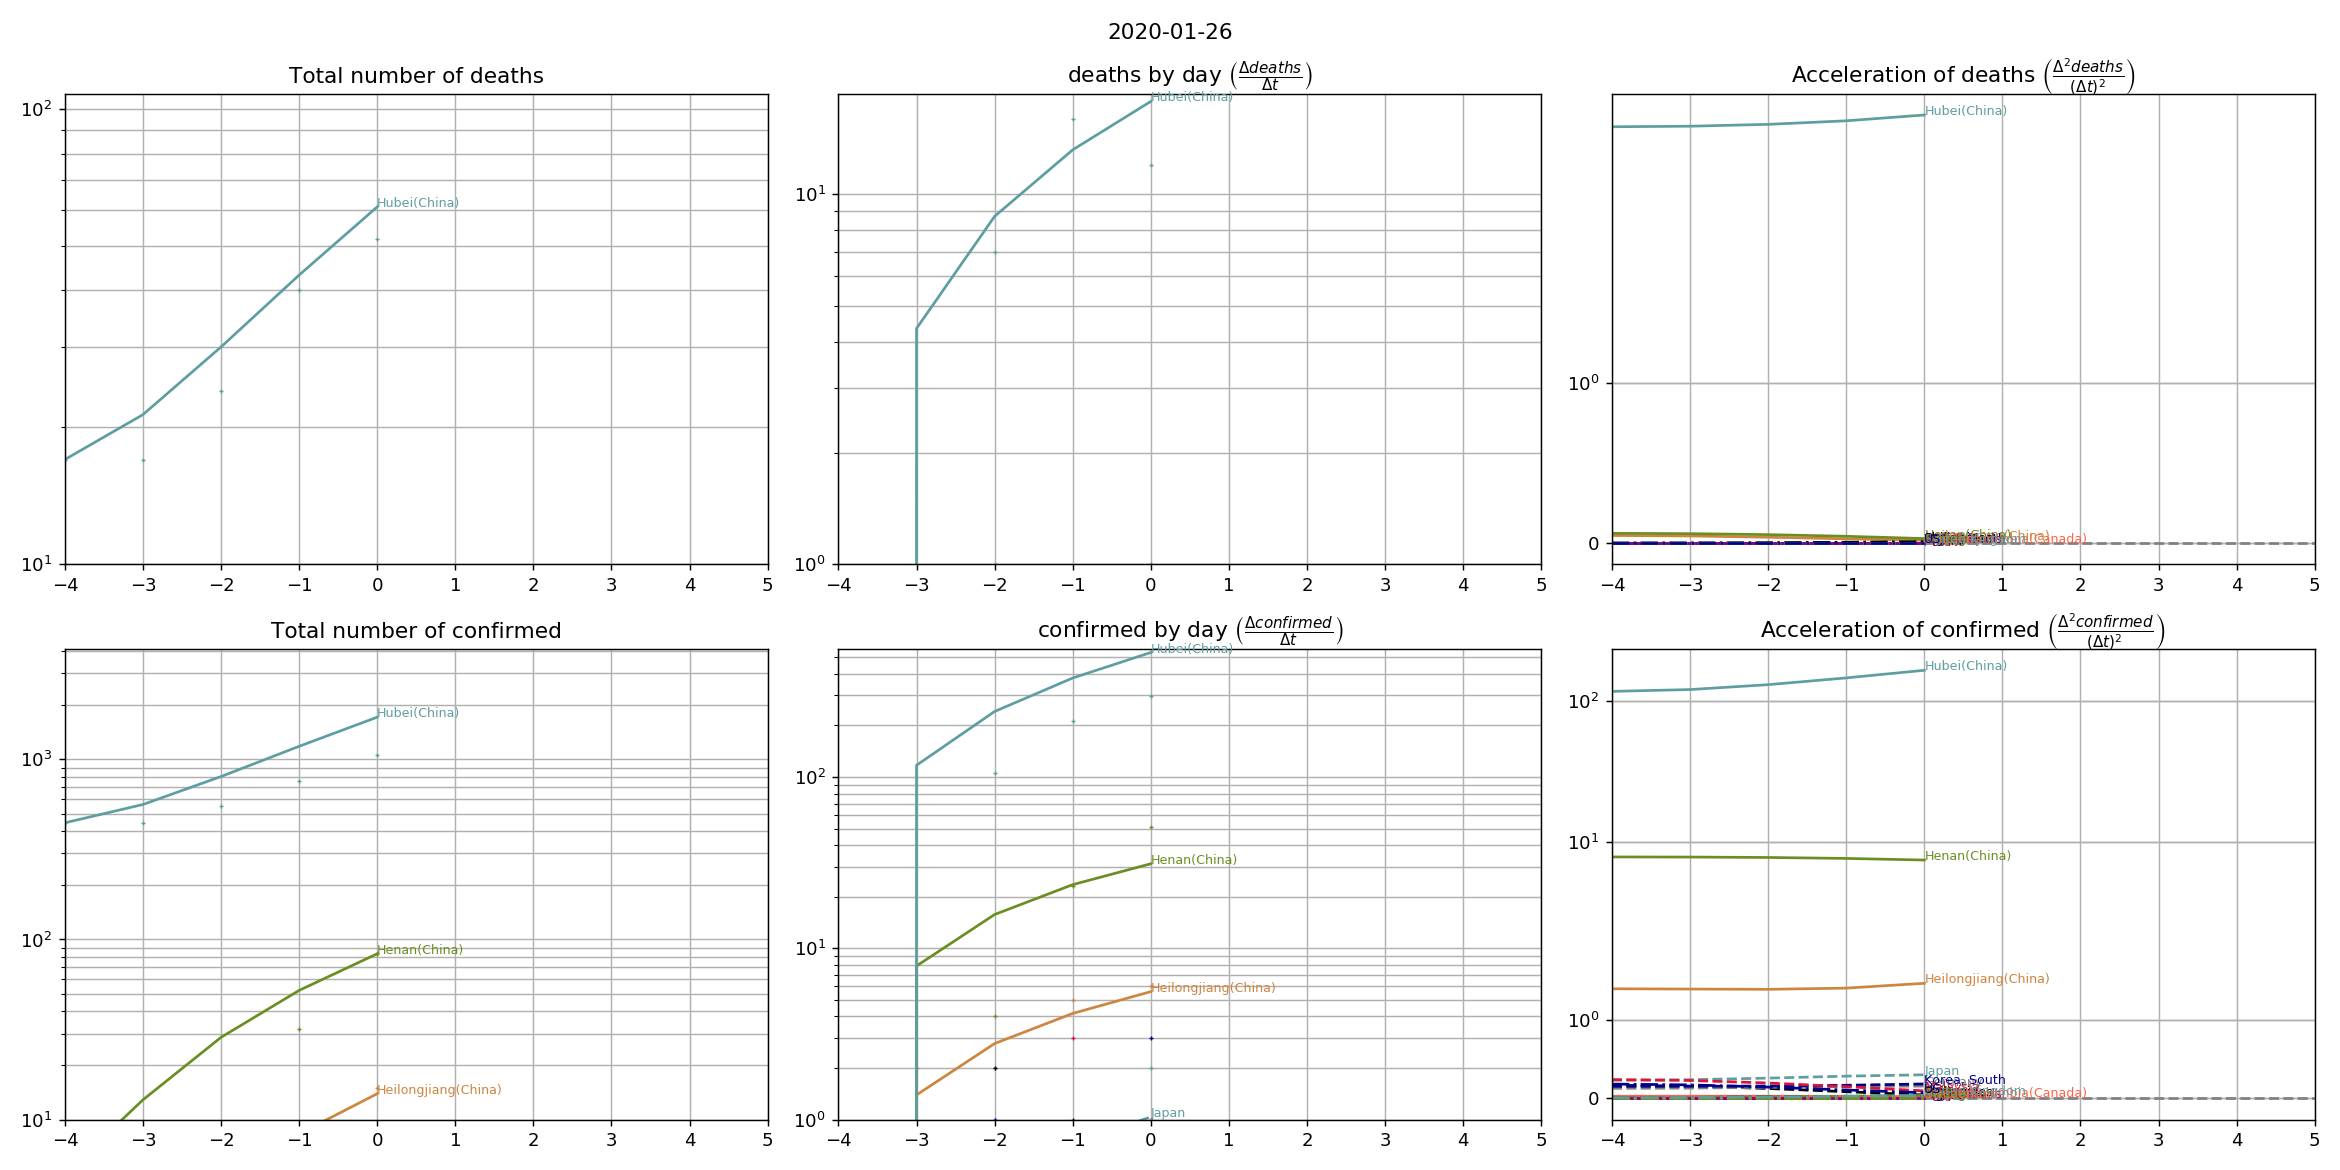 2020-01-26
Total number of deaths
10²
10¹
Hubei(China)
−4 −3 −2 −1 0 1 2 3 4 5
deaths by day (Δdeaths/Δt)
10¹
10⁰
Hubei(China)
−4 −3 −2 −1 0 1 2 3 4 5
Acceleration of deaths (Δ²deaths/(Δt)²)
10⁰
0
Hubei(China)
−4 −3 −2 −1 0 1 2 3 4 5
Total number of confirmed
10³
10²
10¹
Hubei(China)
Henan(China)
Heilongjiang(China)
−4 −3 −2 −1 0 1 2 3 4 5
confirmed by day (Δconfirmed/Δt)
10²
10¹
10⁰
Hubei(China)
Henan(China)
Heilongjiang(China)
Japan
−4 −3 −2 −1 0 1 2 3 4 5
Acceleration of confirmed (Δ²confirmed/(Δt)²)
10²
10¹
10⁰
0
Hubei(China)
Henan(China)
Heilongjiang(China)
Japan
Korea, South
−4 −3 −2 −1 0 1 2 3 4 5